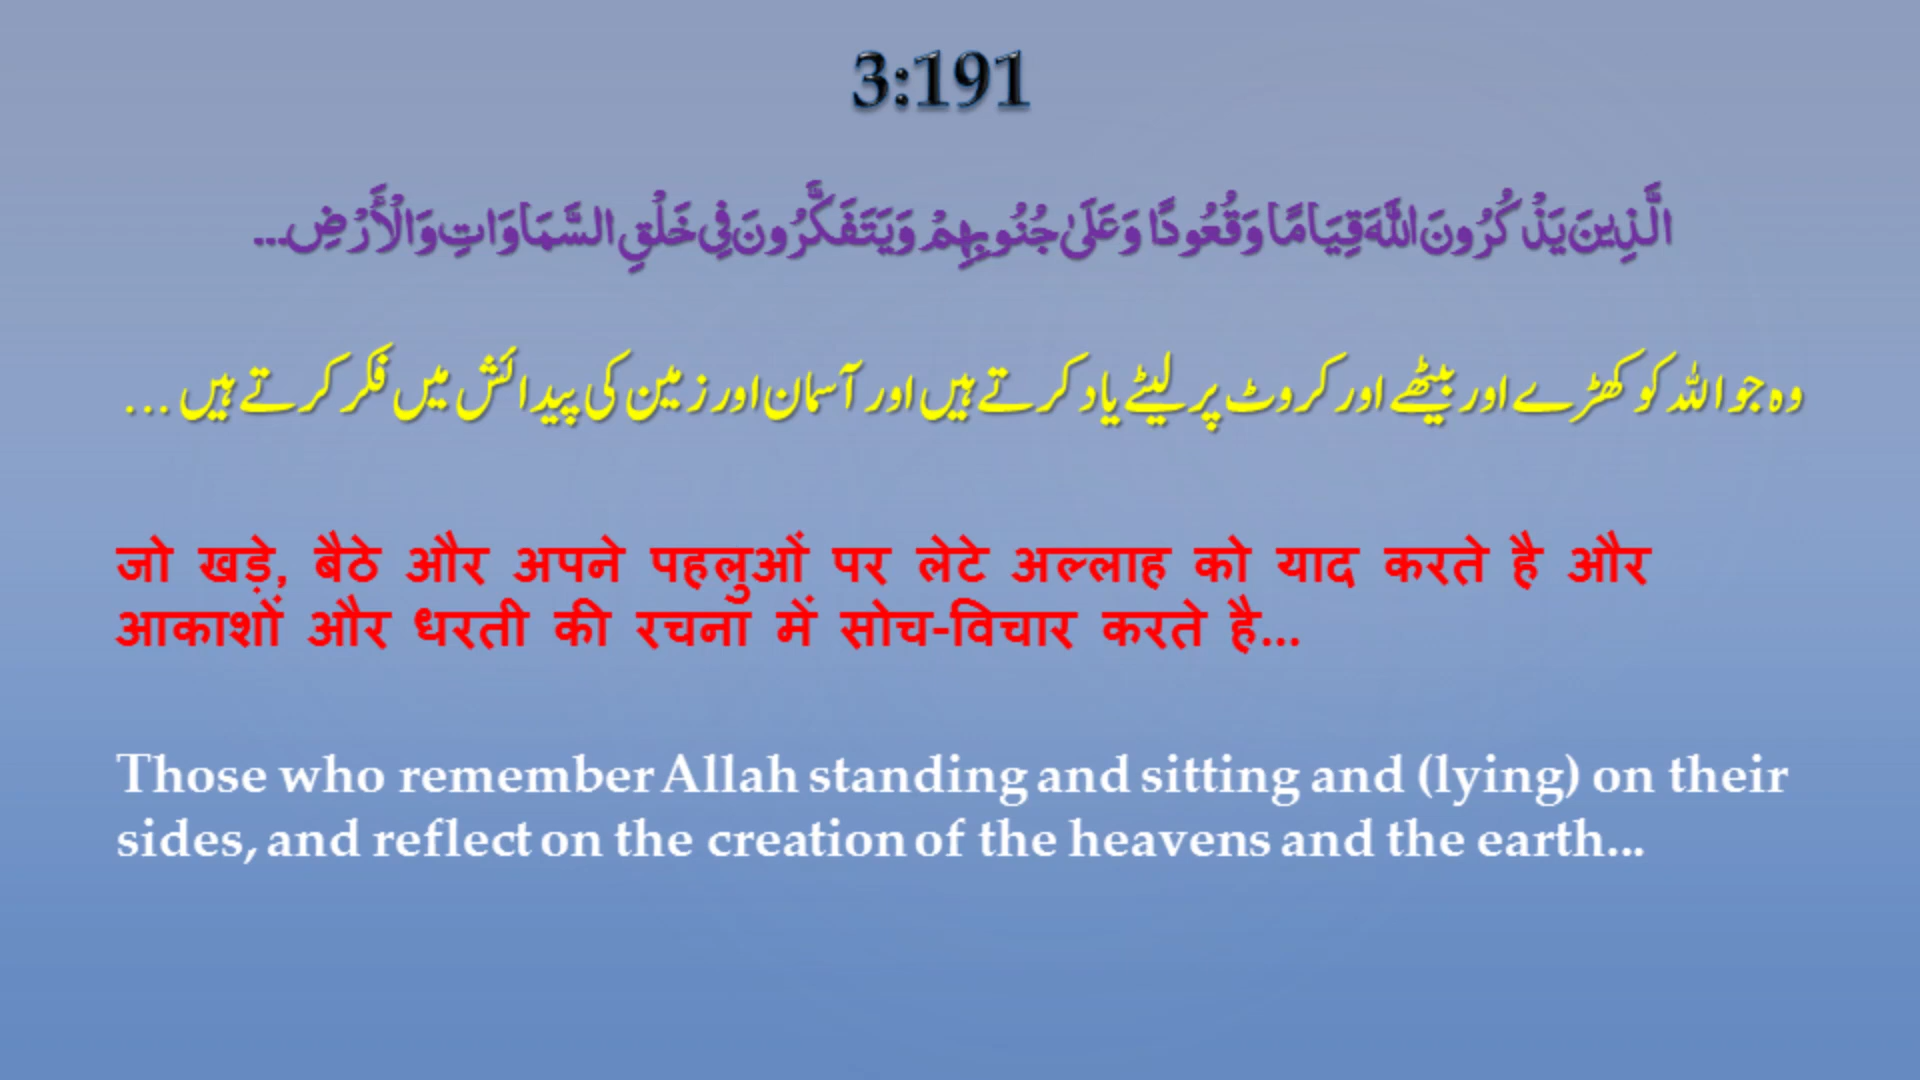 3:191
الَّذِينَ يَذْكُرُونَ اللَّهَ قِيَامًا وَقُعُودًا وَعَلَىٰ جُنُوبِهِمْ وَيَتَفَكَّرُونَ فِي خَلْقِ السَّمَاوَاتِ وَالْأَرْضِ...
وہ جو اللہ کو کھڑے اور بیٹھے اور کروٹ پر لیٹے یاد کرتے ہیں اور آسمان اور زمین کی پیدائش میں فکر کرتے ہیں ...
जो खड़े, बैठे और अपने पहलुओं पर लेटे अल्लाह को याद करते है और
आकाशों और धरती की रचना में सोच-विचार करते है...
Those who remember Allah standing and sitting and (lying) on their
sides, and reflect on the creation of the heavens and the earth...